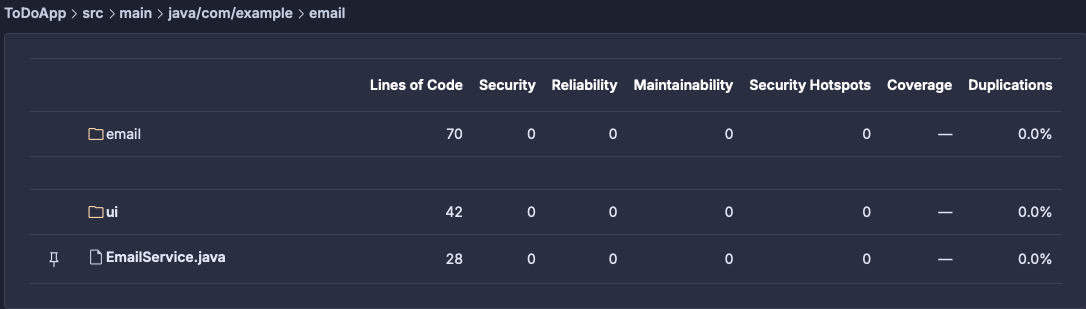 ToDoApp > src > main > java/com/example > email
Lines of Code Security Reliability Maintainability Security Hotspots Coverage Duplications
email 70 0 0 0 0 — 0.0%
ui 42 0 0 0 0 — 0.0%
EmailService.java 28 0 0 0 0 — 0.0%